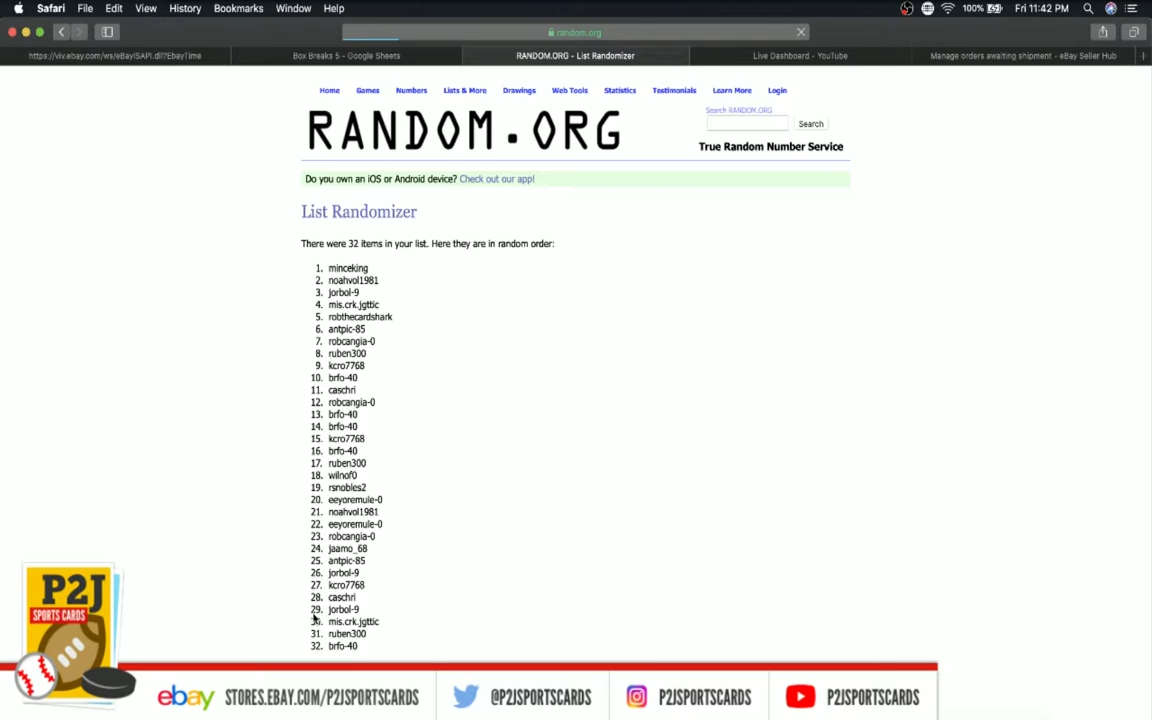 Safari File Edit View History Bookmarks Window Help 100% Fri 11:42 PM
random.org
https://viv.ebay.com/ws/eBayISAPI.dll?EbayTime Box Breaks 5 - Google Sheets RANDOM.ORG - List Randomizer Live Dashboard - YouTube Manage orders awaiting shipment - eBay Seller Hub
Home Games Numbers Lists & More Drawings Web Tools Statistics Testimonials Learn More Login
Search RANDOM.ORG
Search
RANDOM.ORG
True Random Number Service
Do you own an iOS or Android device? Check out our app!
List Randomizer
There were 32 items in your list. Here they are in random order:
1. minceking
2. noahvol1981
3. jorbol-9
4. mis.crk.jgttic
5. robthecardshark
6. antpic-85
7. robcangia-0
8. ruben300
9. kcro7768
10. brfo-40
11. caschri
12. robcangia-0
13. brfo-40
14. brfo-40
15. kcro7768
16. brfo-40
17. ruben300
18. wilnof0
19. rsnobles2
20. eeyoremule-0
21. noahvol1981
22. eeyoremule-0
23. robcangia-0
24. jaamo_68
25. antpic-85
26. jorbol-9
27. kcro7768
28. caschri
29. jorbol-9
30. mis.crk.jgttic
31. ruben300
32. brfo-40
P2J
SPORTS CARDS
ebay STORES.EBAY.COM/P2JSPORTSCARDS @P2JSPORTSCARDS P2JSPORTSCARDS P2JSPORTSCARDS